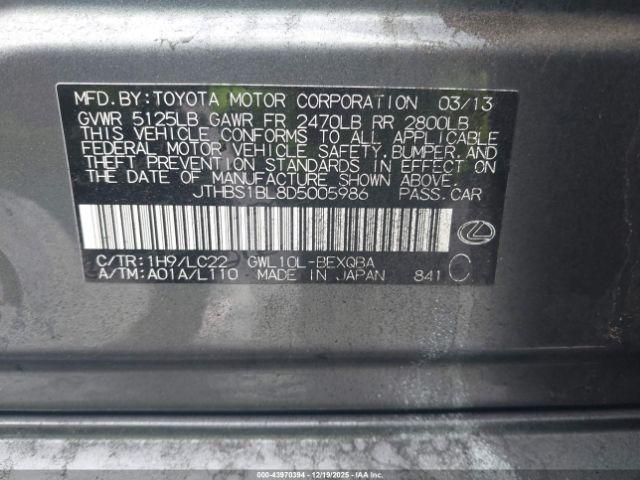 MFD.BY:TOYOTA MOTOR CORPORATION 03/13
GVWR 5125LB GAWR FR 2470LB RR 2800LB
THIS VEHICLE CONFORMS TO ALL APPLICABLE
FEDERAL MOTOR VEHICLE SAFETY,BUMPER,AND
THEFT PREVENTION STANDARDS IN EFFECT ON
THE DATE OF MANUFACTURE SHOWN ABOVE.
JTHBS1BL8D5005986 PASS.CAR
C/TR:1H9/LC22 GWL10L-BEXQBA
A/TM:A01A/L110 MADE IN JAPAN 841 C
000-43970394 - 12/19/2025 - COPART.COM